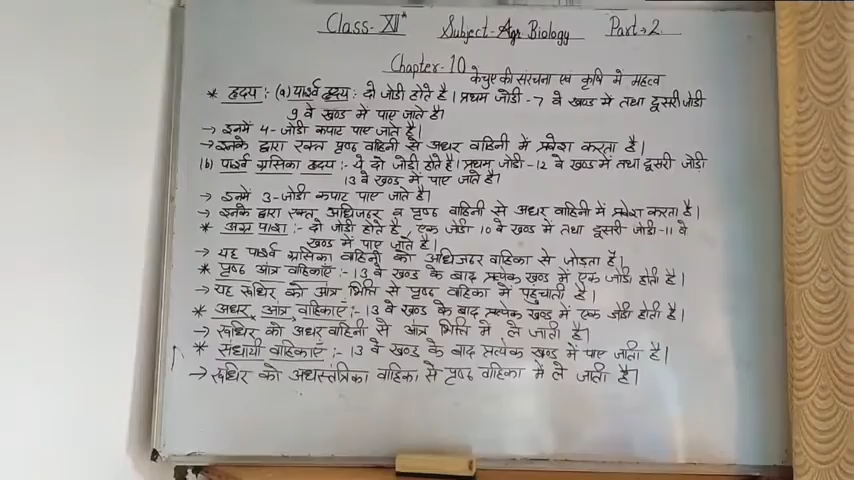 Class-XIIth Subject-Agr Biology Part-2
Chapter-10 केचुए की संरचना एवं कृषि में महत्व
* हृदय : (a) पार्श्व हृदय : दो जोडी होते है। प्रथम जोडी -7 वे खण्ड में तथा दूसरी जोडी
9 वे खण्ड में पाए जाते है।
→ इनमें 4-जोडी कपाट पाए जाते है।
→ इनके द्वारा रक्त पृष्ठ वाहिनी से अधर वाहिनी में प्रवेश करता है।
(b) पार्श्व ग्रसिका हृदय :- ये दो जोडी होते है। प्रथम जोडी -12 वे खण्ड में तथा दूसरी जोडी
13 वे खण्ड में पाए जाते है।
→ इनमें 3-जोडी कपाट पाए जाते है।
→ इनके द्वारा रक्त अधिजठर व पृष्ठ वाहिनी से अधर वाहिनी में प्रवेश करता है।
* अग्र पाश :- दो जोडी होते है, एक जोडी 10 वे खण्ड में तथा दूसरी जोडी-11 वे
खण्ड में पाए जाते है।
→ यह पार्श्व ग्रसिका वाहिनी को अधिजठर वाहिका से जोड़ता है।
* पृष्ठ आंत्र वाहिकाएँ :- 13 वे खण्ड के बाद प्रत्येक खण्ड में एक जोडी होती है।
→ यह रूधिर को आंत्र भित्ति से पृष्ठ वहिका में पहुंचाती है।
* अधर आंत्र वाहिकाएँ :- 13 वे खण्ड के बाद प्रत्येक खण्ड में एक जोडी होती है।
→ रूधिर को अधर वाहिनी से आंत्र भित्ति में ले जाती है।
* संधायी वाहिकाएँ :- 13 वे खण्ड के बाद प्रत्येक खण्ड में पाए जाती है।
→ रूधिर को अधस्तंत्रिका वाहिका से पृष्ठ वाहिका में ले जाती है।